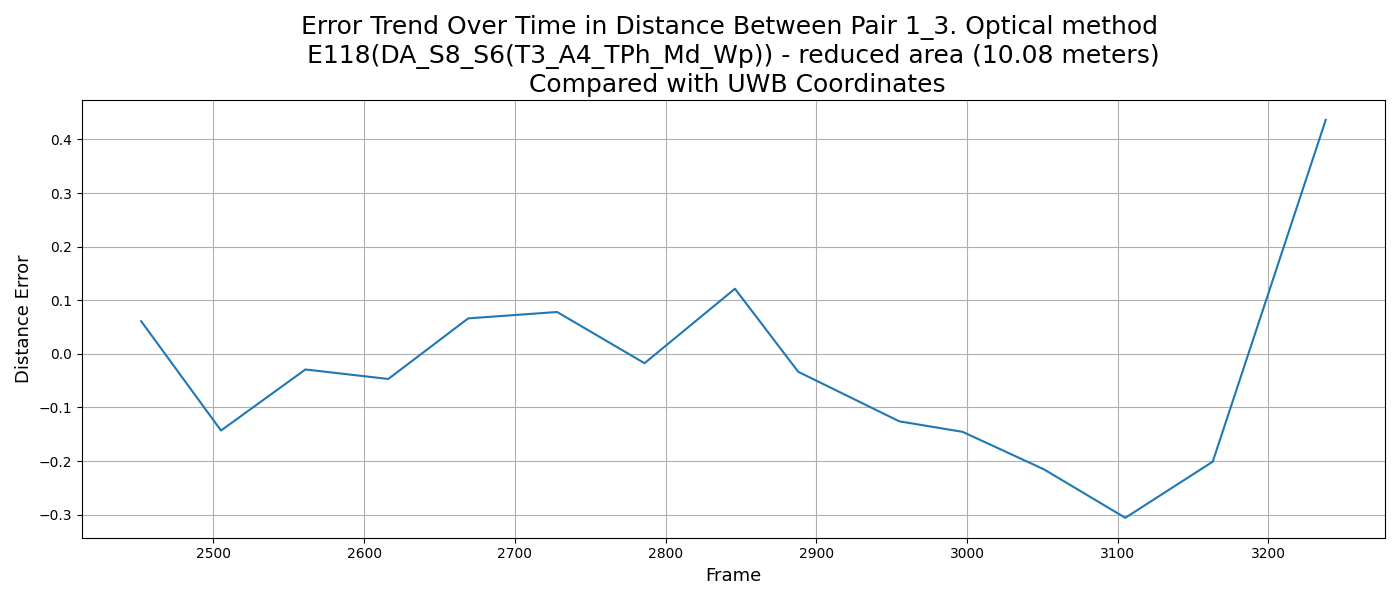 Error Trend Over Time in Distance Between Pair 1_3. Optical method
E118(DA_S8_S6(T3_A4_TPh_Md_Wp)) - reduced area (10.08 meters)
Compared with UWB Coordinates
Distance Error
0.4
0.3
0.2
0.1
0.0
−0.1
−0.2
−0.3
2500 2600 2700 2800 2900 3000 3100 3200
Frame